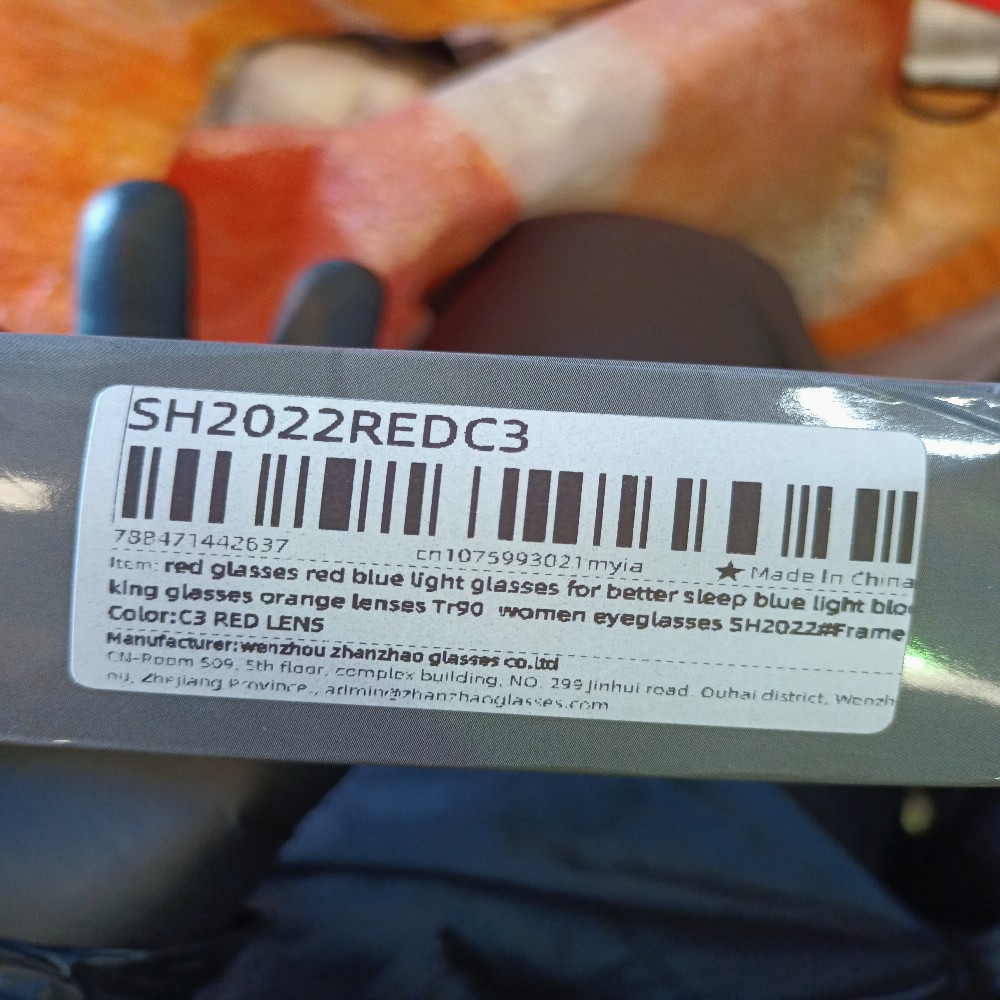 SH2022REDC3
788471442637
cn1075993021myia
★ Made In China
Item: red glasses red blue light glasses for better sleep blue light blo
king glasses orange lenses Tr90 women eyeglasses SH2022#Frame
Color:C3 RED LENS
Manufacturer:wenzhou zhanzhao glasses co.ltd
CN-Room 509, 5th floor, complex building, NO. 299 Jinhui road. Ouhai district, Wenzh
ou, Zhejiang Province., admin@zhanzhaoglasses.com